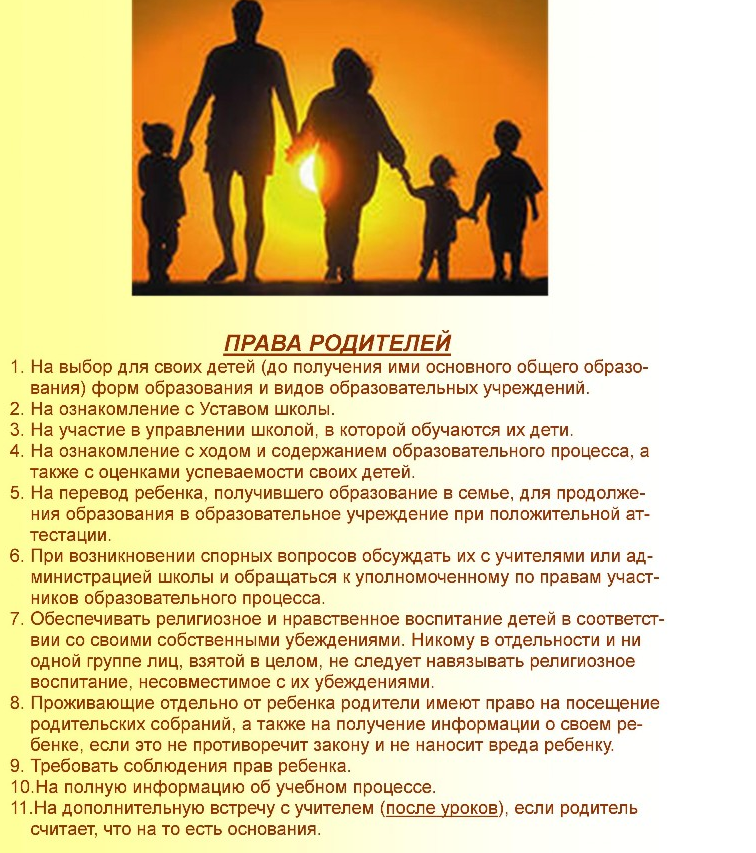 ПРАВА РОДИТЕЛЕЙ
1. На выбор для своих детей (до получения ими основного общего образо-
вания) форм образования и видов образовательных учреждений.
2. На ознакомление с Уставом школы.
3. На участие в управлении школой, в которой обучаются их дети.
4. На ознакомление с ходом и содержанием образовательного процесса, а
также с оценками успеваемости своих детей.
5. На перевод ребенка, получившего образование в семье, для продолже-
ния образования в образовательное учреждение при положительной ат-
тестации.
6. При возникновении спорных вопросов обсуждать их с учителями или ад-
министрацией школы и обращаться к уполномоченному по правам участ-
ников образовательного процесса.
7. Обеспечивать религиозное и нравственное воспитание детей в соответст-
вии со своими собственными убеждениями. Никому в отдельности и ни
одной группе лиц, взятой в целом, не следует навязывать религиозное
воспитание, несовместимое с их убеждениями.
8. Проживающие отдельно от ребенка родители имеют право на посещение
родительских собраний, а также на получение информации о своем ре-
бенке, если это не противоречит закону и не наносит вреда ребенку.
9. Требовать соблюдения прав ребенка.
10.На полную информацию об учебном процессе.
11.На дополнительную встречу с учителем (после уроков), если родитель
считает, что на то есть основания.